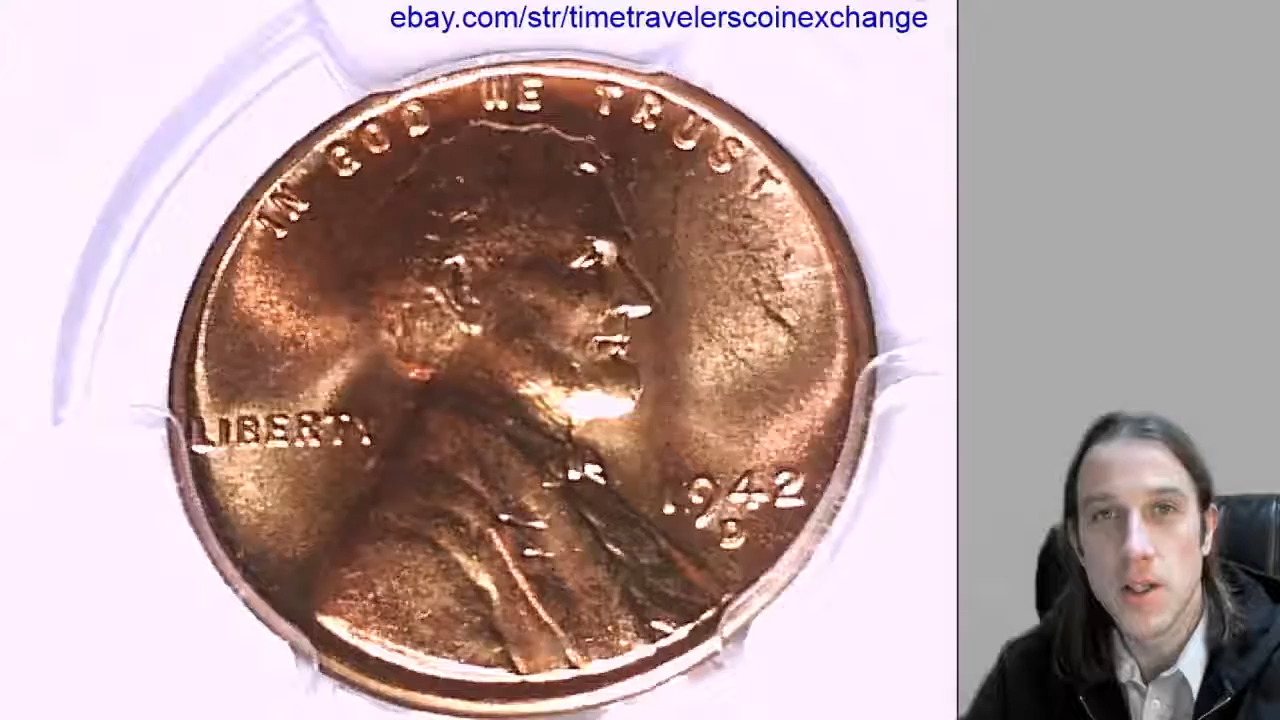 ebay.com/str/timetravelerscoinexchange
IN GOD WE TRUST
LIBERTY
1942
D